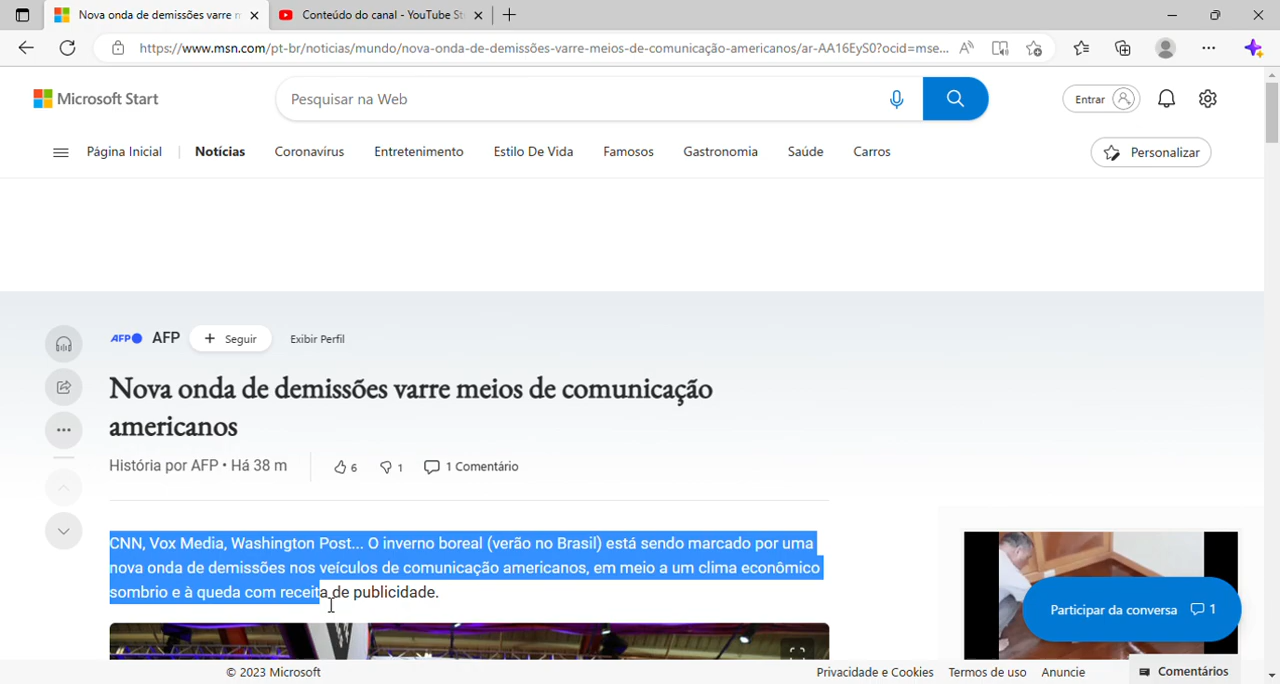 Nova onda de demissões varre
Conteúdo do canal - YouTube St
https://www.msn.com/pt-br/noticias/mundo/nova-onda-de-demissões-varre-meios-de-comunicação-americanos/ar-AA16EyS0?ocid=mse...
Microsoft Start
Pesquisar na Web
Entrar
Página Inicial
Notícias
Coronavírus
Entretenimento
Estilo De Vida
Famosos
Gastronomia
Saúde
Carros
Personalizar
AFP
AFP
+ Seguir
Exibir Perfil
Nova onda de demissões varre meios de comunicação
americanos
História por AFP • Há 38 m
6
1
1 Comentário
CNN, Vox Media, Washington Post... O inverno boreal (verão no Brasil) está sendo marcado por uma
nova onda de demissões nos veículos de comunicação americanos, em meio a um clima econômico
sombrio e à queda com receita de publicidade.
Participar da conversa
1
© 2023 Microsoft
Privacidade e Cookies
Termos de uso
Anuncie
Comentários